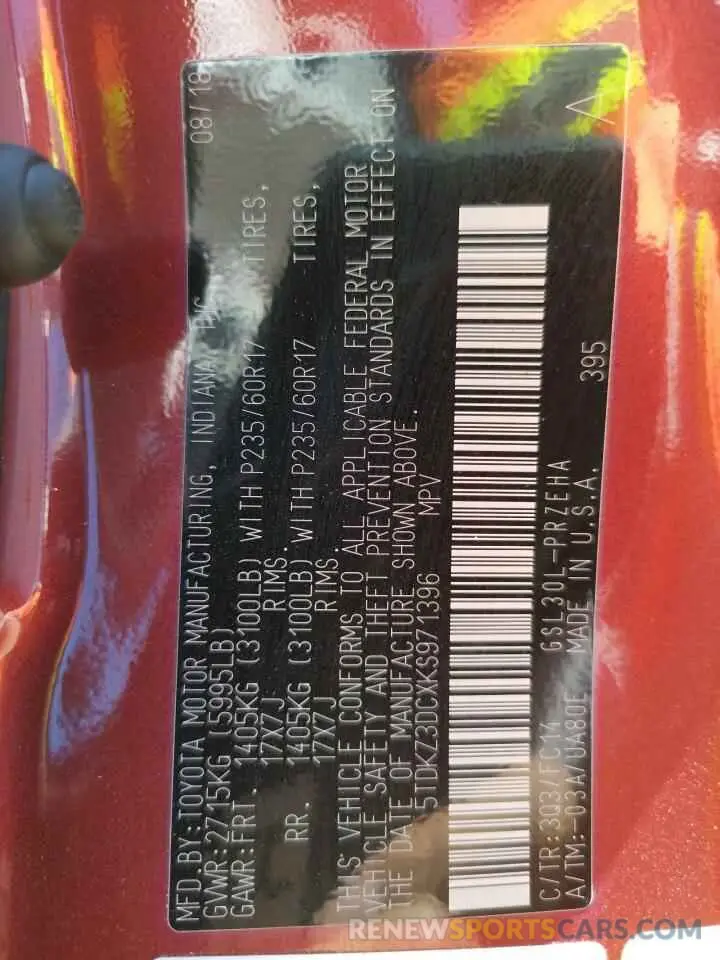 MFD. BY: TOYOTA MOTOR MANUFACTURING, INDIANA, INC. 08/18
GVWR: 2715KG (5995LB)
GAWR: FRT. 1405KG (3100LB) WITH P235/60R17 TIRES,
17X7J RIMS.
RR. 1405KG (3100LB) WITH P235/60R17 TIRES,
17X7J RIMS.
THIS VEHICLE CONFORMS TO ALL APPLICABLE FEDERAL MOTOR
VEHICLE SAFETY AND THEFT PREVENTION STANDARDS IN EFFECT ON
THE DATE OF MANUFACTURE SHOWN ABOVE.
5TDKZ3DCXKS971396 MPV
C/TR: 3Q3/FC14 GSL30L-PRZEHA
A/TM: -03A/UA80E MADE IN U.S.A. 395
RENEWSPORTSCARS.COM